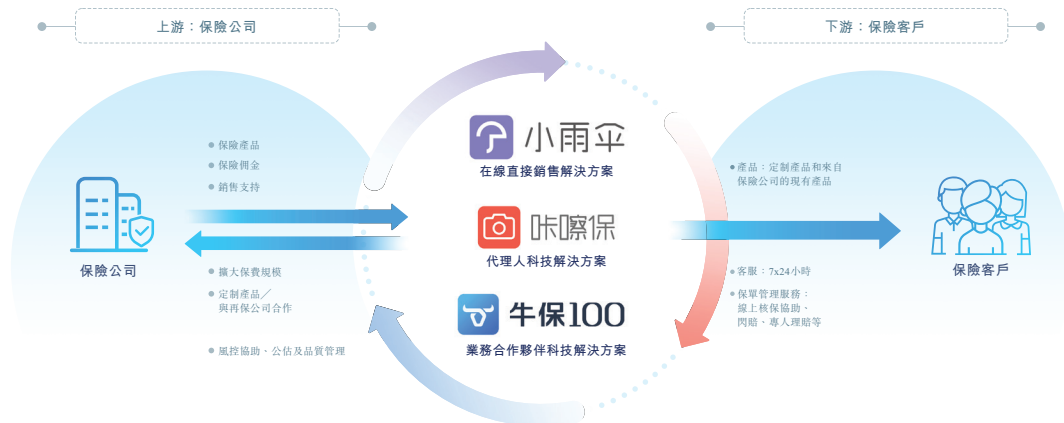 上游：保險公司
下游：保險客戶
保險產品
保險佣金
銷售支持
保險公司
擴大保費規模
定制產品／
與再保公司合作
風控協助、公估及品質管理
小雨伞
在線直接銷售解決方案
咔嚓保
代理人科技解決方案
牛保100
業務合作夥伴科技解決方案
產品：定制產品和來自
保險公司的現有產品
保險客戶
客服：7x24小時
保單管理服務：
線上核保協助、
閃賠、專人理賠等